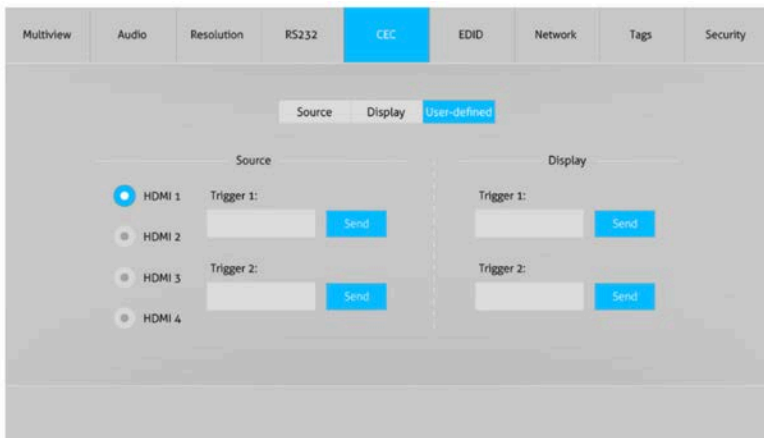 Multiview Audio Resolution RS232 CEC EDID Network Tags Security
Source Display User-defined
Source Display
HDMI 1 Trigger 1: Trigger 1:
Send Send
HDMI 2
Trigger 2: Trigger 2:
HDMI 3
Send Send
HDMI 4